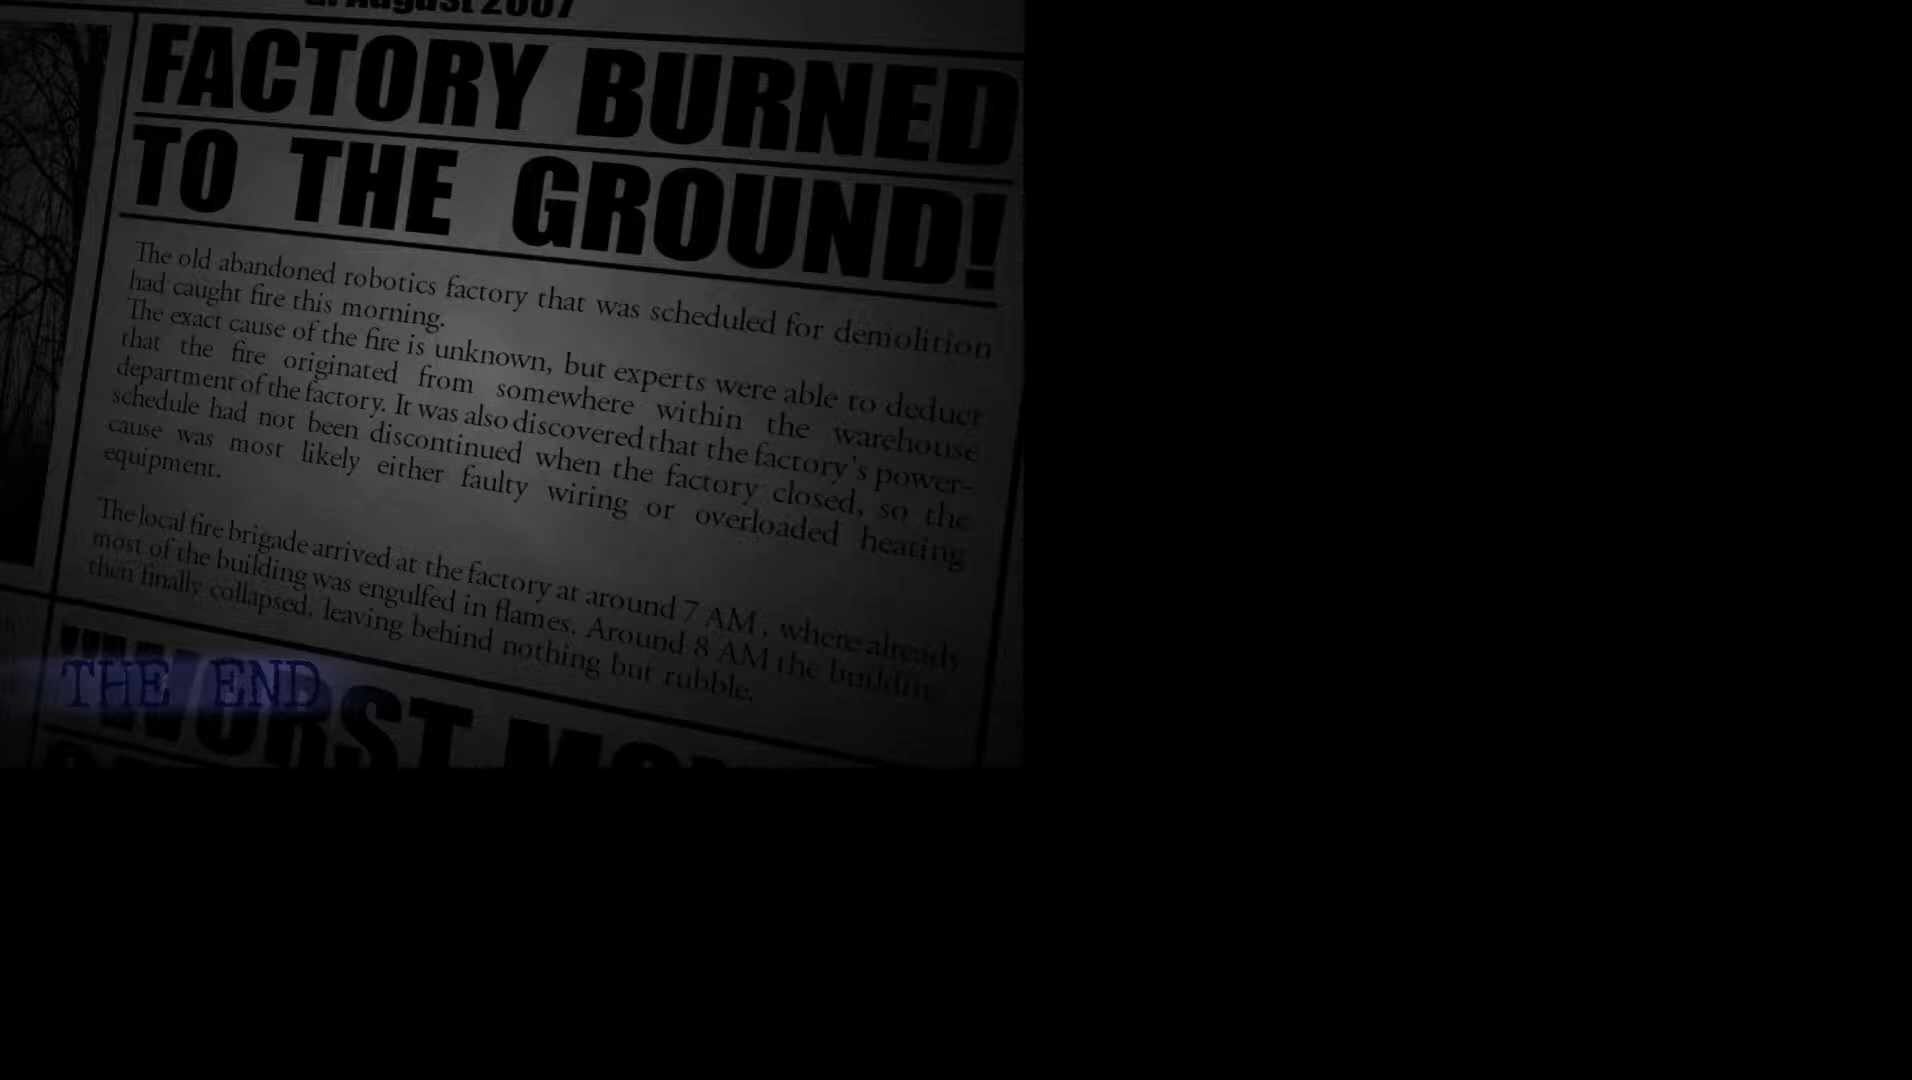 August 2007
FACTORY BURNED
TO THE GROUND!
The old abandoned robotics factory that was scheduled for demolition
had caught fire this morning.
The exact cause of the fire is unknown, but experts were able to deduct
that the fire originated from somewhere within the warehouse
department of the factory. It was also discovered that the factory's power-
schedule had not been discontinued when the factory closed, so the
cause was most likely either faulty wiring or overloaded heating
equipment.
The local fire brigade arrived at the factory at around 7 AM, where already
most of the building was engulfed in flames. Around 8 AM the building
then finally collapsed, leaving behind nothing but rubble.
THE END
WORST